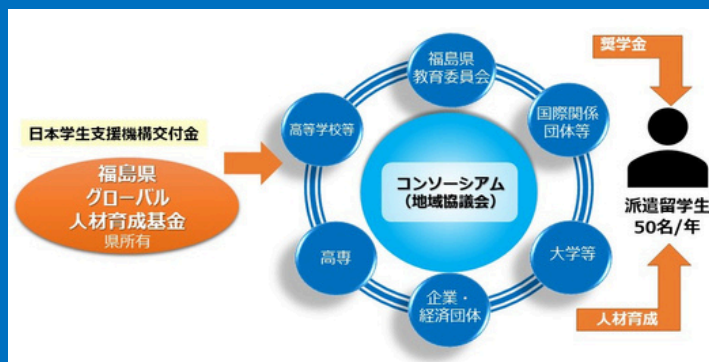 日本学生支援機構交付金
福島県
グローバル
人材育成基金
県所有
福島県
教育委員会
国際関係
団体等
大学等
企業・
経済団体
高専
高等学校等
コンソーシアム
(地域協議会)
奨学金
派遣留学生
50名/年
人材育成